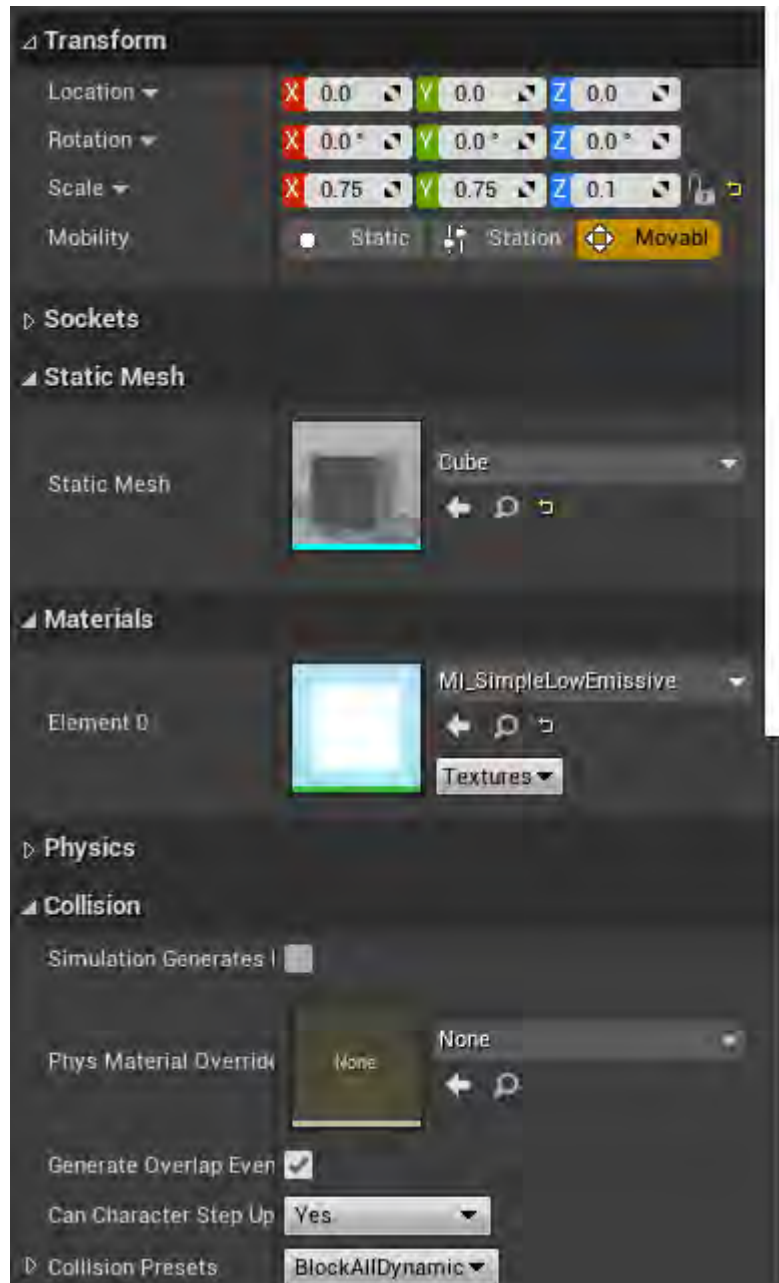 Transform
Location X 0.0 Y 0.0 Z 0.0
Rotation X 0.0° Y 0.0° Z 0.0°
Scale X 0.75 Y 0.75 Z 0.1
Mobility Static Station Movabl
Sockets
Static Mesh
Static Mesh Cube
Materials
Element 0 MI_SimpleLowEmissive
Textures
Physics
Collision
Simulation Generates
Phys Material Override None None
Generate Overlap Even
Can Character Step Up Yes
Collision Presets BlockAllDynamic